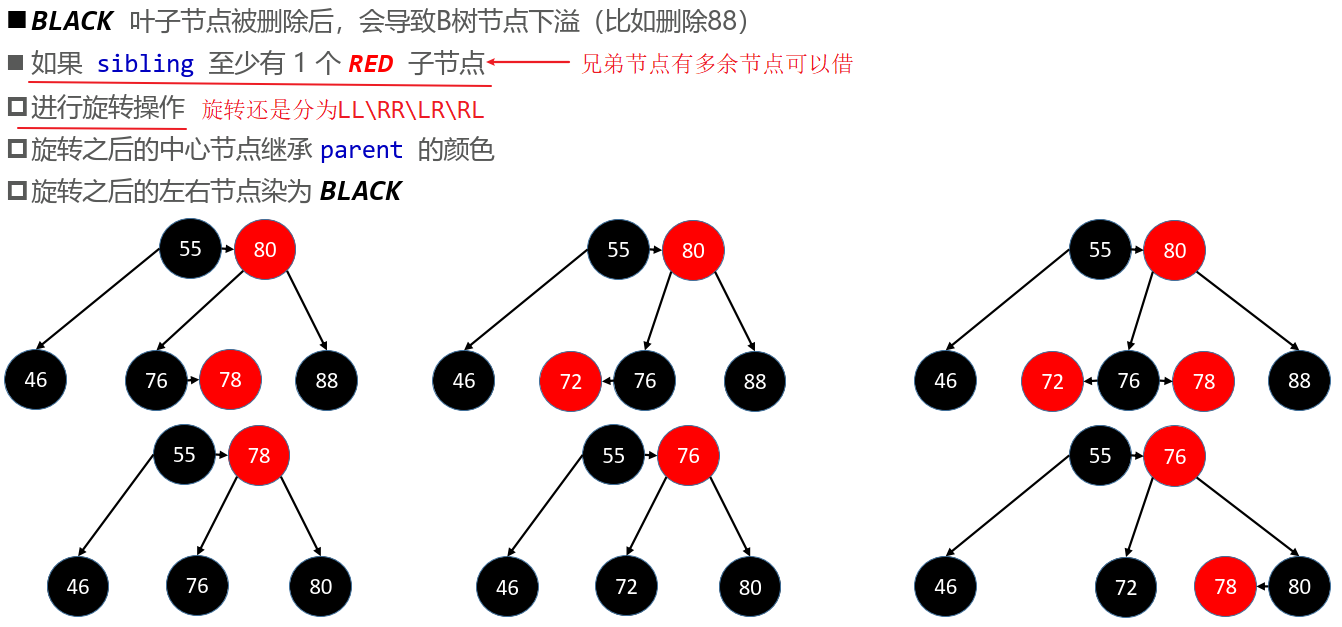 BLACK 叶子节点被删除后，会导致B树节点下溢（比如删除88）
如果 sibling 至少有 1 个 RED 子节点 兄弟节点有多余节点可以借
进行旋转操作 旋转还是分为LL\RR\LR\RL
旋转之后的中心节点继承 parent 的颜色
旋转之后的左右节点染为 BLACK
55 80 55 80 55 80
46 76 78 88 46 72 76 88 46 72 76 78 88
55 78 55 76 55 76
46 76 80 46 72 80 46 72 78 80